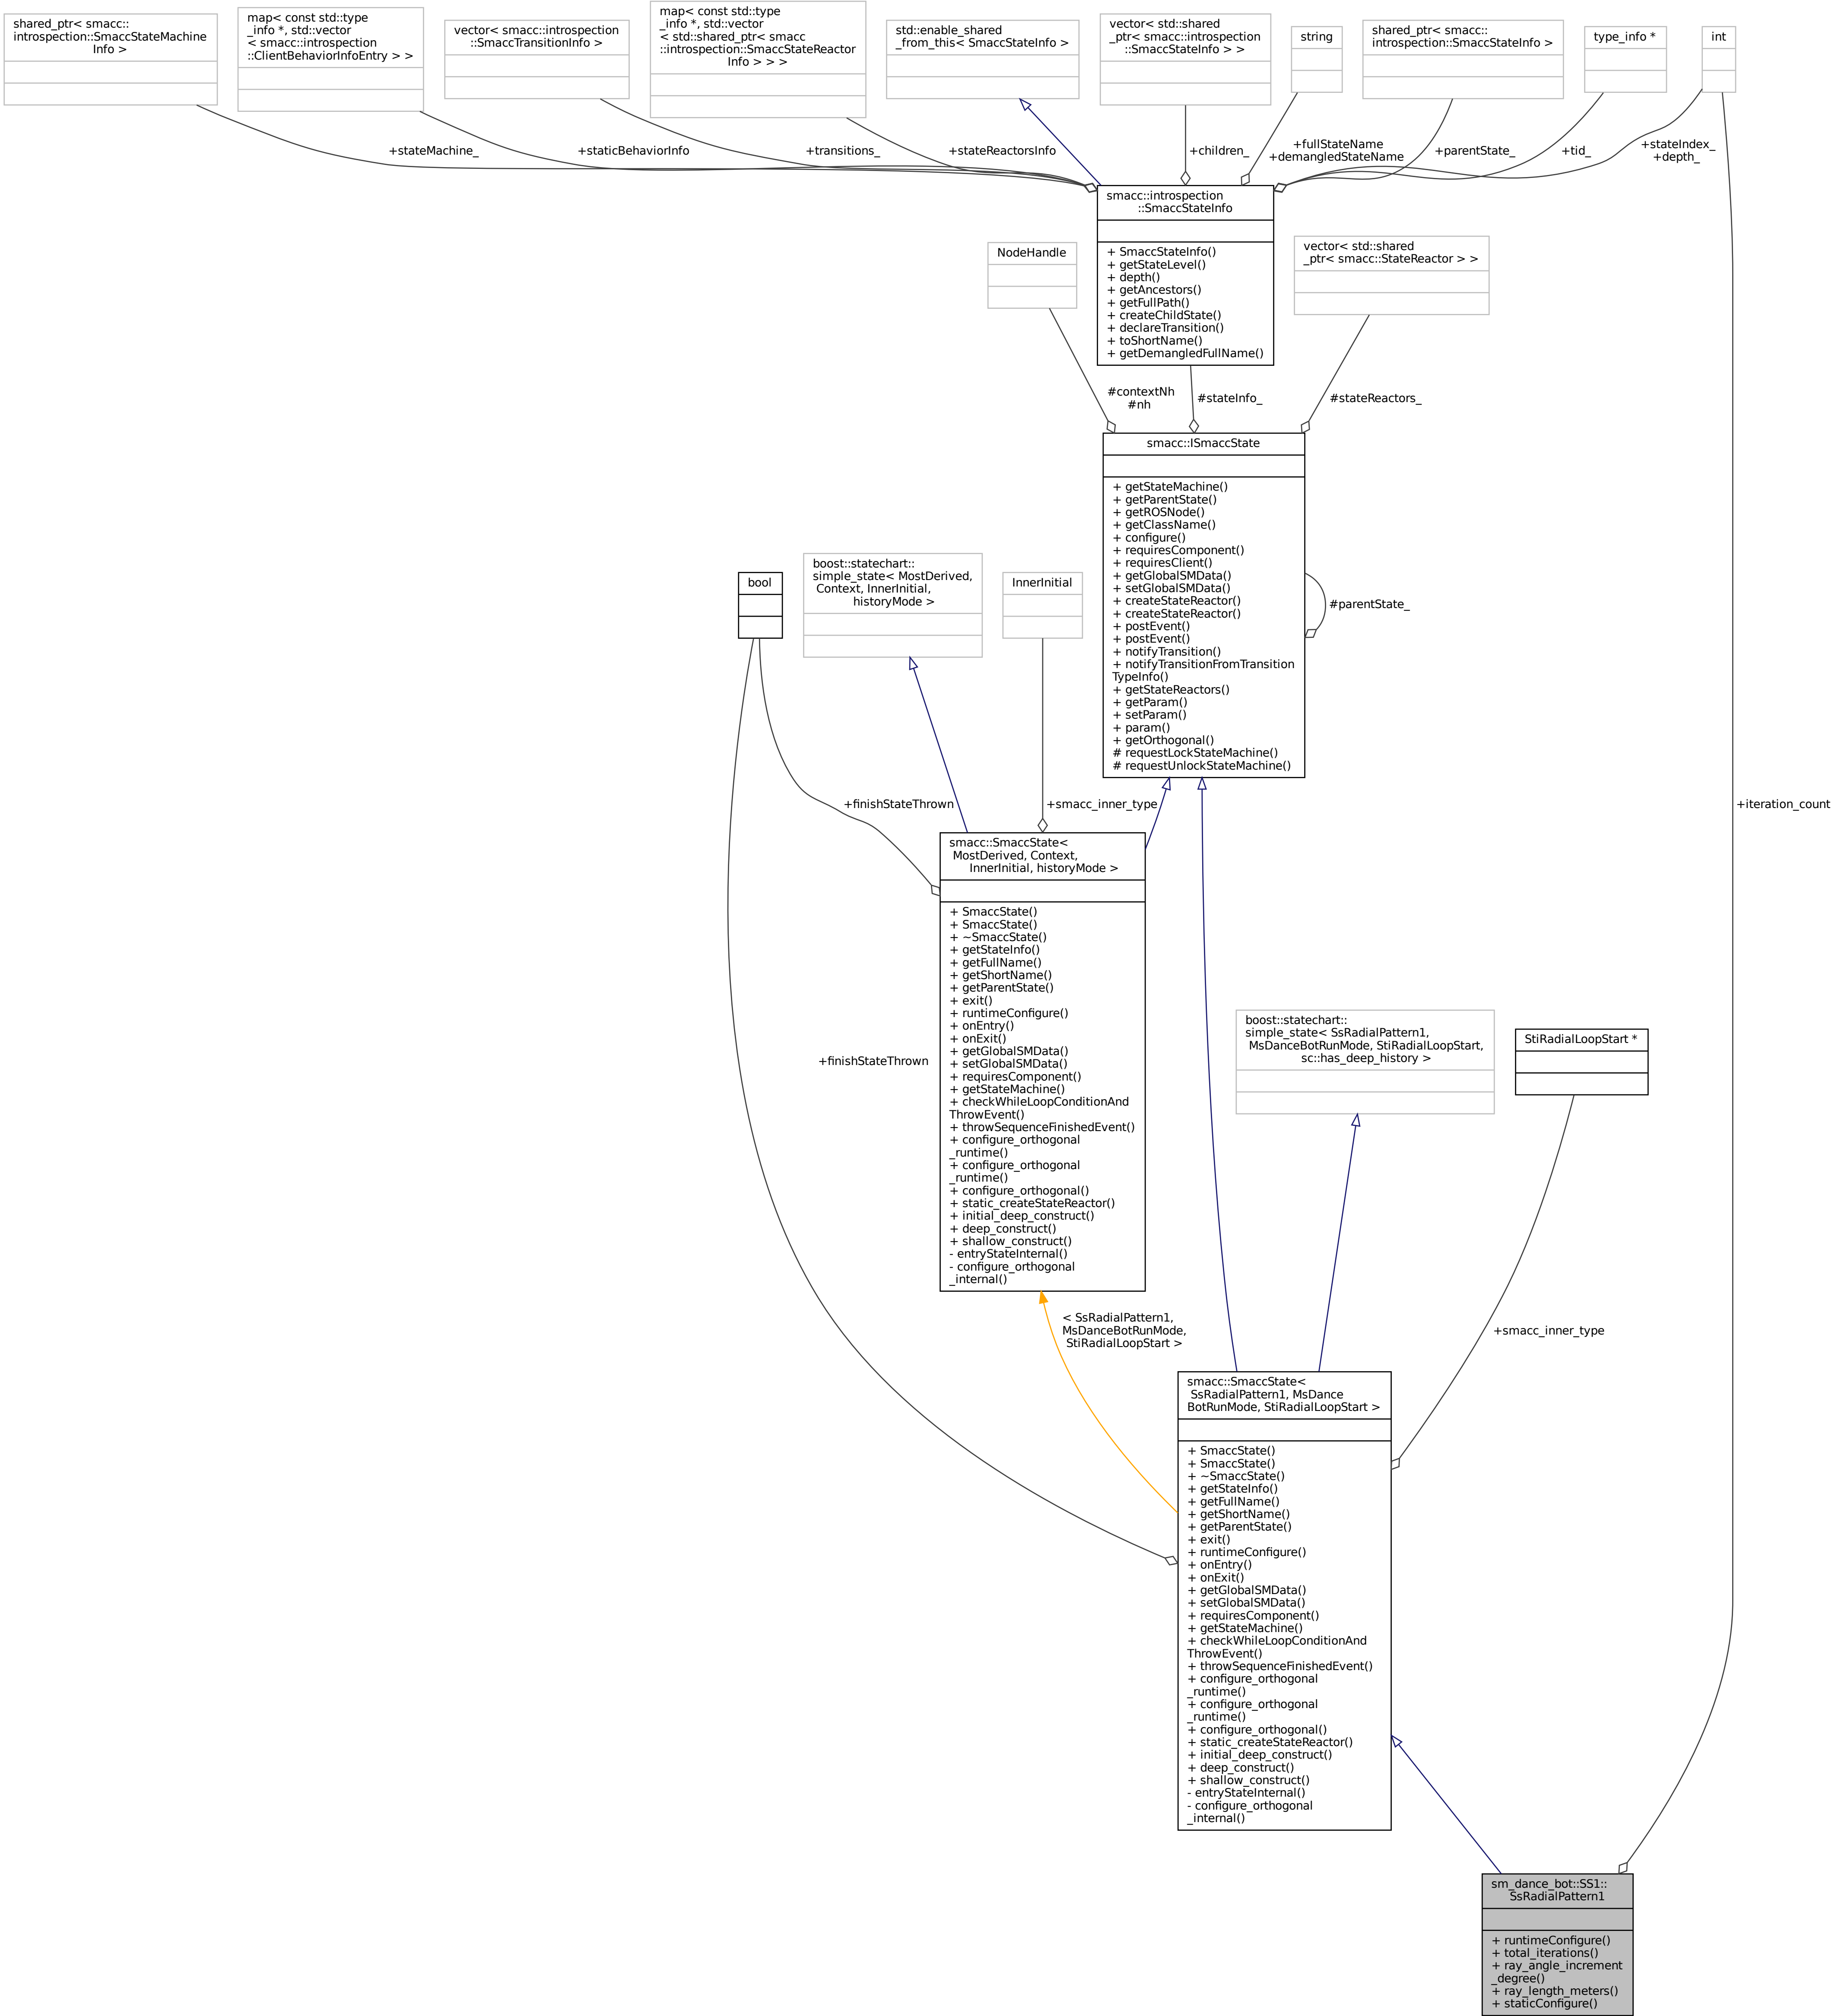 shared_ptr< smacc::
introspection::SmaccStateMachine
Info >
map< const std::type
_info *, std::vector
< smacc::introspection
::ClientBehaviorInfoEntry > >
vector< smacc::introspection
::SmaccTransitionInfo >
map< const std::type
_info *, std::vector
< std::shared_ptr< smacc
::introspection::SmaccStateReactor
Info > > >
std::enable_shared
_from_this< SmaccStateInfo >
vector< std::shared
_ptr< smacc::introspection
::SmaccStateInfo > >
string
shared_ptr< smacc::
introspection::SmaccStateInfo >
type_info *
int
+stateMachine_
+staticBehaviorInfo
+transitions_
+stateReactorsInfo
+children_
+fullStateName
+demangledStateName
+parentState_
+tid_
+stateIndex_
+depth_
smacc::introspection
::SmaccStateInfo
+ SmaccStateInfo()
+ getStateLevel()
+ depth()
+ getAncestors()
+ getFullPath()
+ createChildState()
+ declareTransition()
+ toShortName()
+ getDemangledFullName()
NodeHandle
vector< std::shared
_ptr< smacc::StateReactor > >
#contextNh
#nh
#stateInfo_
#stateReactors_
smacc::ISmaccState
+ getStateMachine()
+ getParentState()
+ getROSNode()
+ getClassName()
+ configure()
+ requiresComponent()
+ requiresClient()
+ getGlobalSMData()
+ setGlobalSMData()
+ createStateReactor()
+ createStateReactor()
+ postEvent()
+ postEvent()
+ notifyTransition()
+ notifyTransitionFromTransition
TypeInfo()
+ getStateReactors()
+ getParam()
+ setParam()
+ param()
+ getOrthogonal()
# requestLockStateMachine()
# requestUnlockStateMachine()
#parentState_
bool
boost::statechart::
simple_state< MostDerived,
Context, InnerInitial,
historyMode >
InnerInitial
+finishStateThrown
+smacc_inner_type
+iteration_count
smacc::SmaccState<
MostDerived, Context,
InnerInitial, historyMode >
+ SmaccState()
+ SmaccState()
+ ~SmaccState()
+ getStateInfo()
+ getFullName()
+ getShortName()
+ getParentState()
+ exit()
+ runtimeConfigure()
+ onEntry()
+ onExit()
+ getGlobalSMData()
+ setGlobalSMData()
+ requiresComponent()
+ getStateMachine()
+ checkWhileLoopConditionAnd
ThrowEvent()
+ throwSequenceFinishedEvent()
+ configure_orthogonal
_runtime()
+ configure_orthogonal
_runtime()
+ configure_orthogonal()
+ static_createStateReactor()
+ initial_deep_construct()
+ deep_construct()
+ shallow_construct()
- entryStateInternal()
- configure_orthogonal
_internal()
+finishStateThrown
boost::statechart::
simple_state< SsRadialPattern1,
MsDanceBotRunMode, StiRadialLoopStart,
sc::has_deep_history >
StiRadialLoopStart *
< SsRadialPattern1,
MsDanceBotRunMode,
StiRadialLoopStart >
+smacc_inner_type
smacc::SmaccState<
SsRadialPattern1, MsDance
BotRunMode, StiRadialLoopStart >
+ SmaccState()
+ SmaccState()
+ ~SmaccState()
+ getStateInfo()
+ getFullName()
+ getShortName()
+ getParentState()
+ exit()
+ runtimeConfigure()
+ onEntry()
+ onExit()
+ getGlobalSMData()
+ setGlobalSMData()
+ requiresComponent()
+ getStateMachine()
+ checkWhileLoopConditionAnd
ThrowEvent()
+ throwSequenceFinishedEvent()
+ configure_orthogonal
_runtime()
+ configure_orthogonal
_runtime()
+ configure_orthogonal()
+ static_createStateReactor()
+ initial_deep_construct()
+ deep_construct()
+ shallow_construct()
- entryStateInternal()
- configure_orthogonal
_internal()
sm_dance_bot::SS1::
SsRadialPattern1
+ runtimeConfigure()
+ total_iterations()
+ ray_angle_increment
_degree()
+ ray_length_meters()
+ staticConfigure()